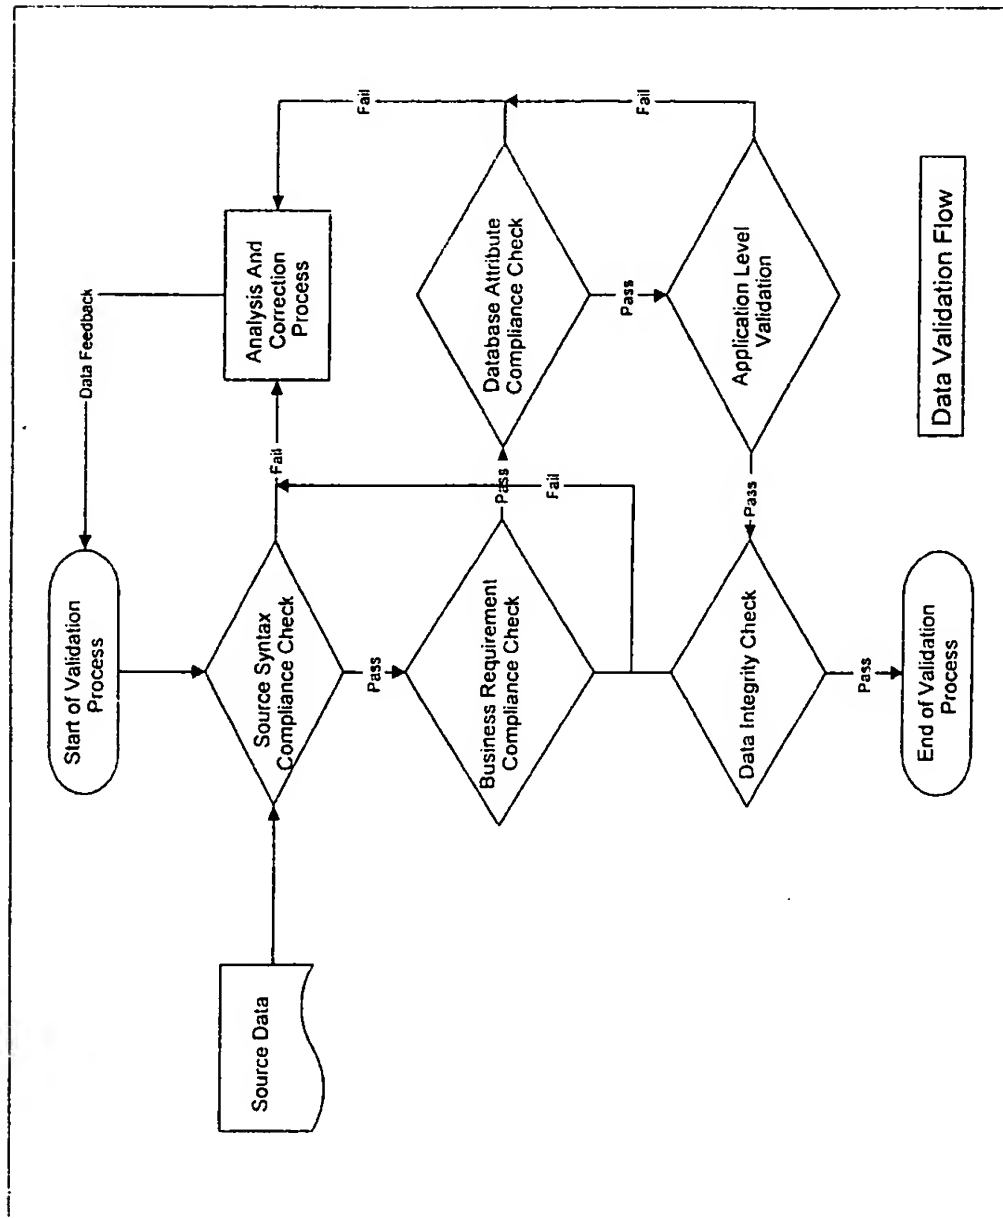 Start of Validation
Process
Data Feedback
Source Data
Source Syntax
Compliance Check
Fail
Analysis And
Correction
Process
Fail
Pass
Business Requirement
Compliance Check
Pass
Fail
Database Attribute
Compliance Check
Fail
Pass
Data Integrity Check
Pass
Application Level
Validation
Pass
End of Validation
Process
Data Validation Flow